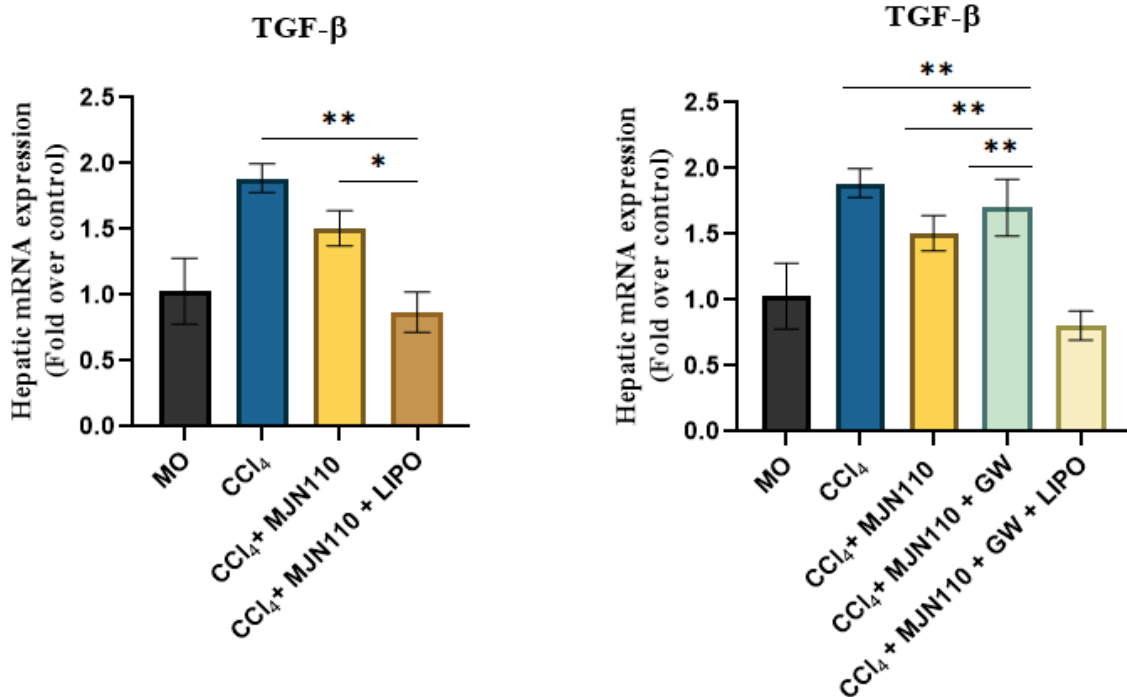 TGF-β
Hepatic mRNA expression
(Fold over control)
2.5
2.0
1.5
1.0
0.5
0.0
**
*
MO
CCl₄
CCl₄+ MJN110
CCl₄+ MJN110 + LIPO
TGF-β
Hepatic mRNA expression
(Fold over control)
2.5
2.0
1.5
1.0
0.5
0.0
**
**
**
MO
CCl₄
CCl₄+ MJN110
CCl₄+ MJN110 + GW
CCl₄ + MJN110 + GW + LIPO